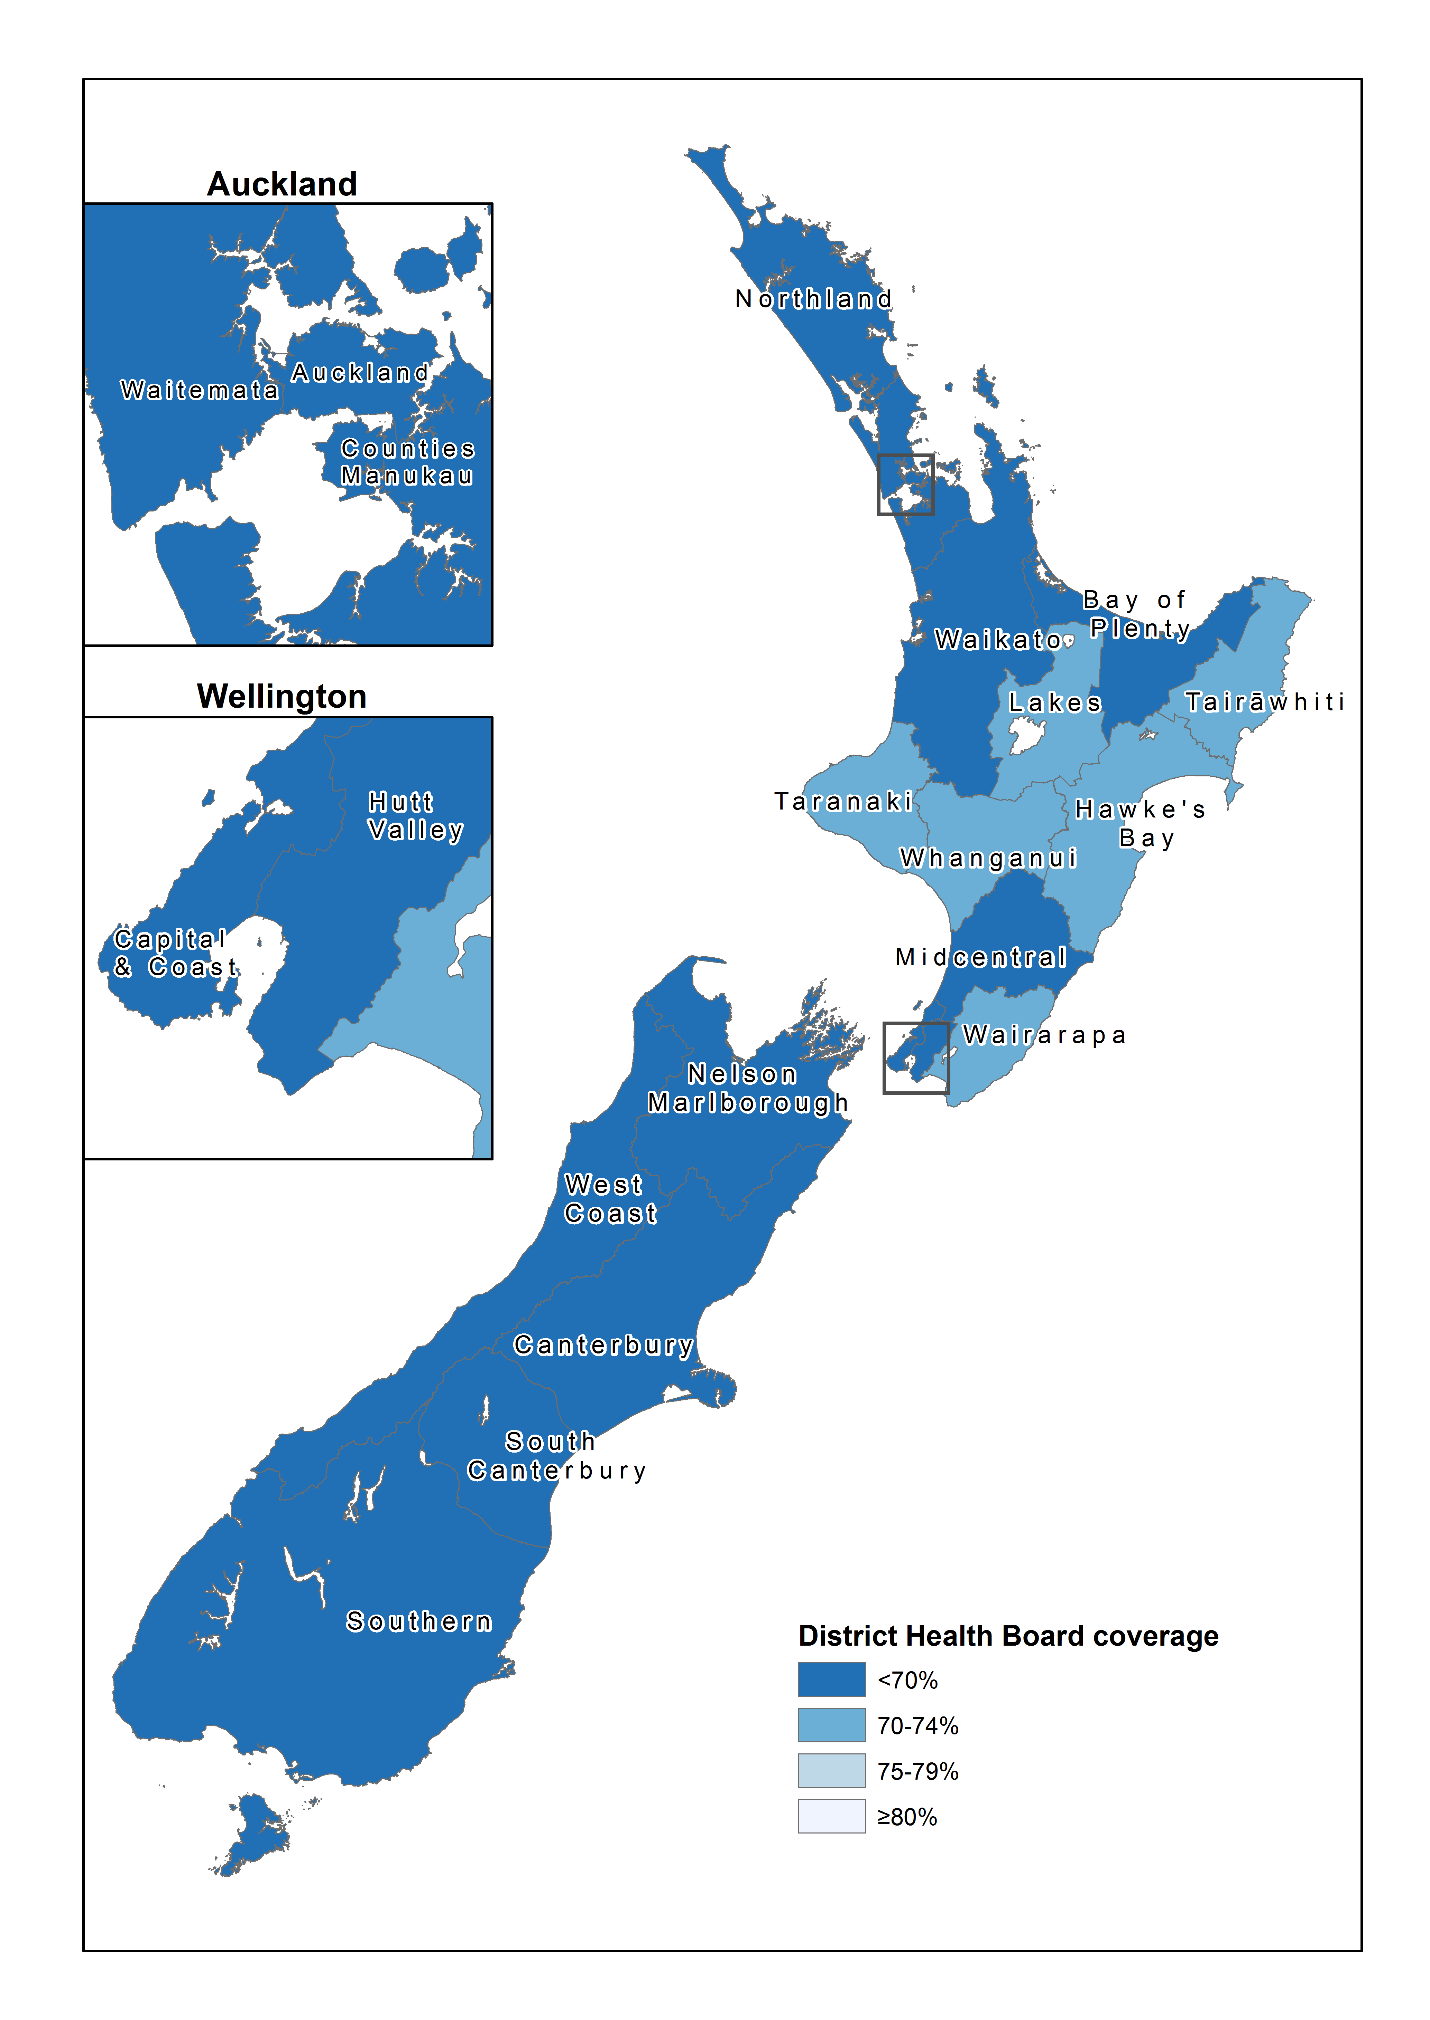 Auckland
Waitemata
Auckland
Counties
Manukau
Wellington
Hutt
Valley
Capital
& Coast
Northland
Bay of
Plenty
Waikato
Lakes
Tairāwhiti
Taranaki
Hawke's
Bay
Whanganui
Midcentral
Wairarapa
Nelson
Marlborough
West
Coast
Canterbury
South
Canterbury
Southern
District Health Board coverage
<70%
70-74%
75-79%
≥80%